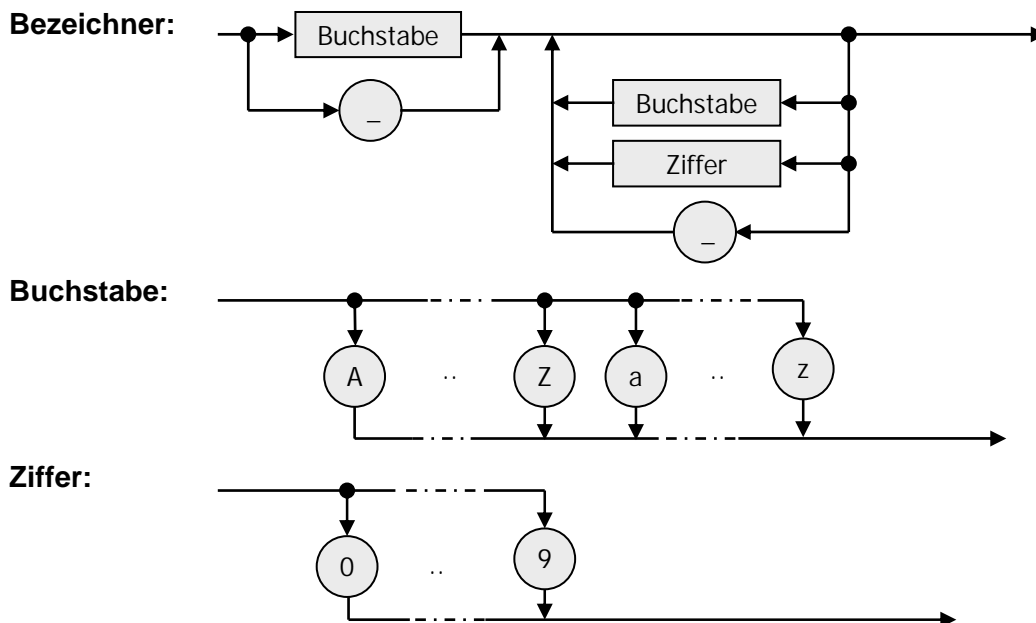 Bezeichner:
Buchstabe
_
Buchstabe
Ziffer
_
Buchstabe:
A .. Z a .. z
Ziffer:
0 .. 9